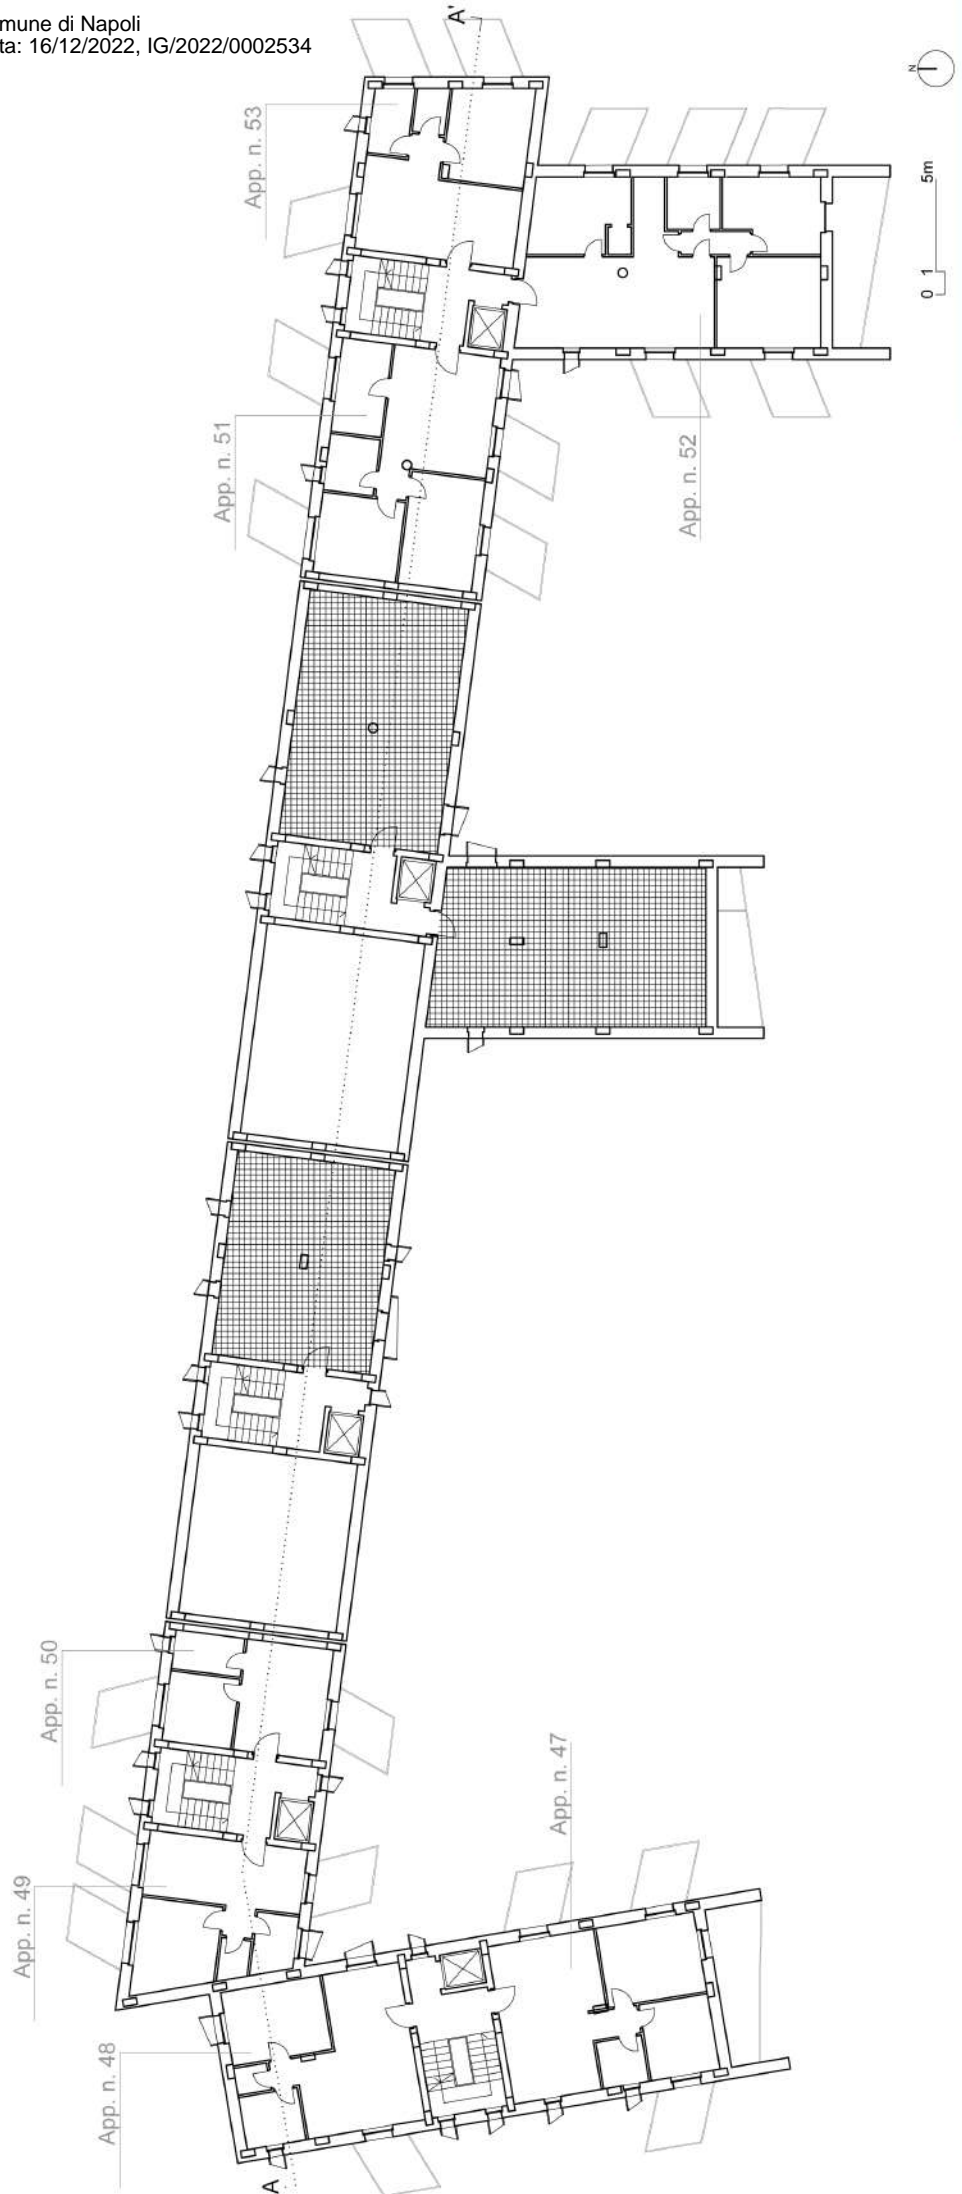 mune di Napoli
ta: 16/12/2022, IG/2022/0002534
A'
N
App. n. 53
0 1 5m
App. n. 51
App. n. 52
App. n. 50
App. n. 47
App. n. 49
App. n. 48
A